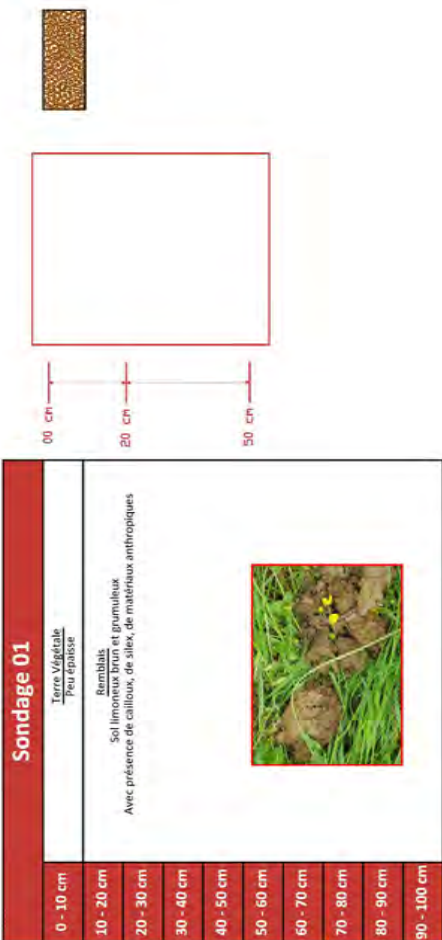 Sondage 01
0 - 10 cm
Terre Végétale
Peu épaisse
10 - 20 cm
Remblais
Sol limoneux brun et grumuleux
Avec présence de cailloux, de silex, de matériaux anthropiques
20 - 30 cm
30 - 40 cm
40 - 50 cm
50 - 60 cm
60 - 70 cm
70 - 80 cm
80 - 90 cm
90 - 100 cm
00 cm
20 cm
50 cm